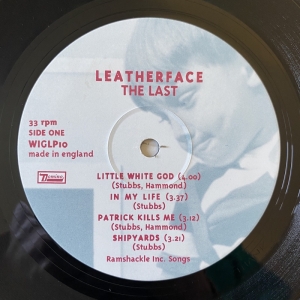 LEATHERFACE
THE LAST
33 rpm
SIDE ONE
WIGLP10
made in england
Domino
LITTLE WHITE GOD (4.00)
(Stubbs, Hammond)
IN MY LIFE (3.37)
(Stubbs)
PATRICK KILLS ME (3.12)
(Stubbs, Hammond)
SHIPYARDS (3.21)
(Stubbs)
Ramshackle Inc. Songs